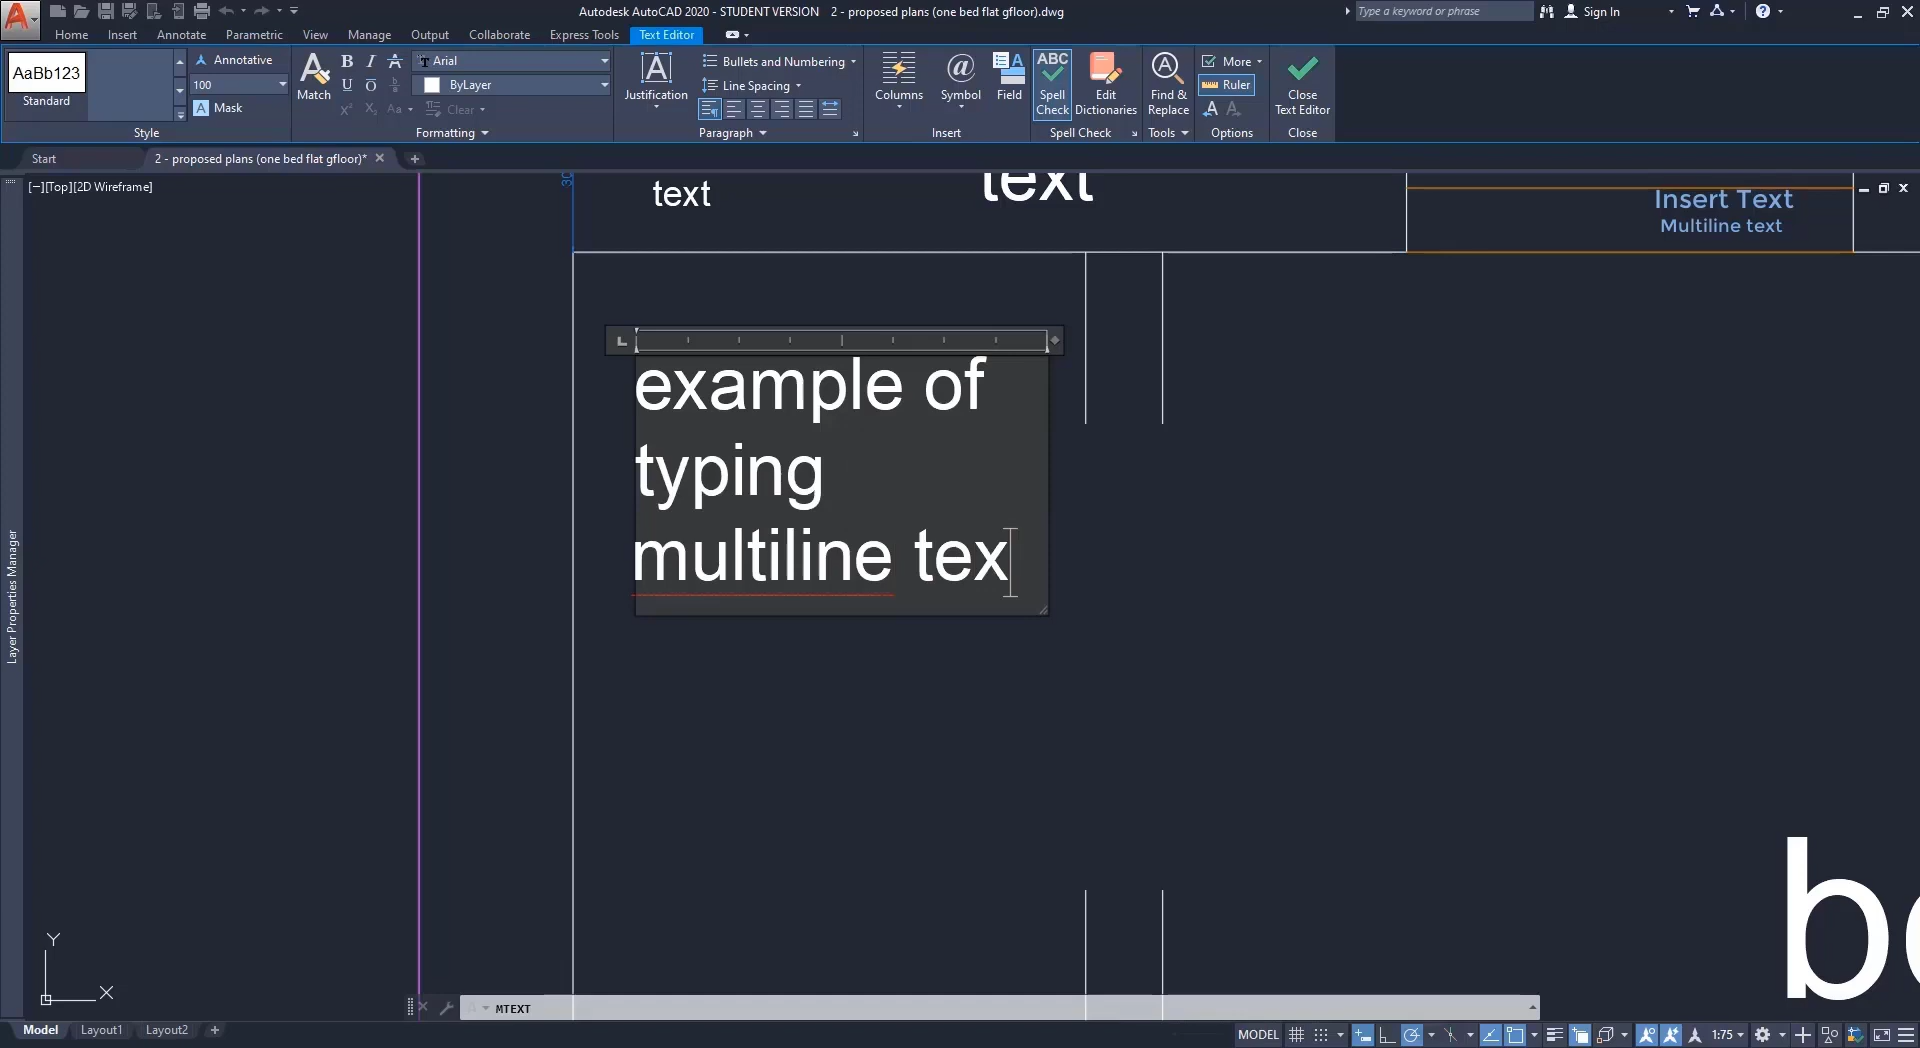 Autodesk AutoCAD 2020 - STUDENT VERSION 2 - proposed plans (one bed flat gfloor).dwg
Type a keyword or phrase
Sign In
Home Insert Annotate Parametric View Manage Output Collaborate Express Tools Text Editor
AaBb123
Standard
Annotative
100
Mask
Style
Match
Arial
ByLayer
Clear
Formatting
Justification
Bullets and Numbering
Line Spacing
Paragraph
Columns
Symbol
Field
Insert
ABC
Spell
Check
Edit
Dictionaries
Spell Check
Find &
Replace
Tools
More
Ruler
Options
Close
Text Editor
Close
Start
2 - proposed plans (one bed flat gfloor)*
[−][Top][2D Wireframe]
text
text
Insert Text
Multiline text
example of
typing
multiline tex
Layer Properties Manager
Y
X
MTEXT
Model Layout1 Layout2
MODEL
1:75